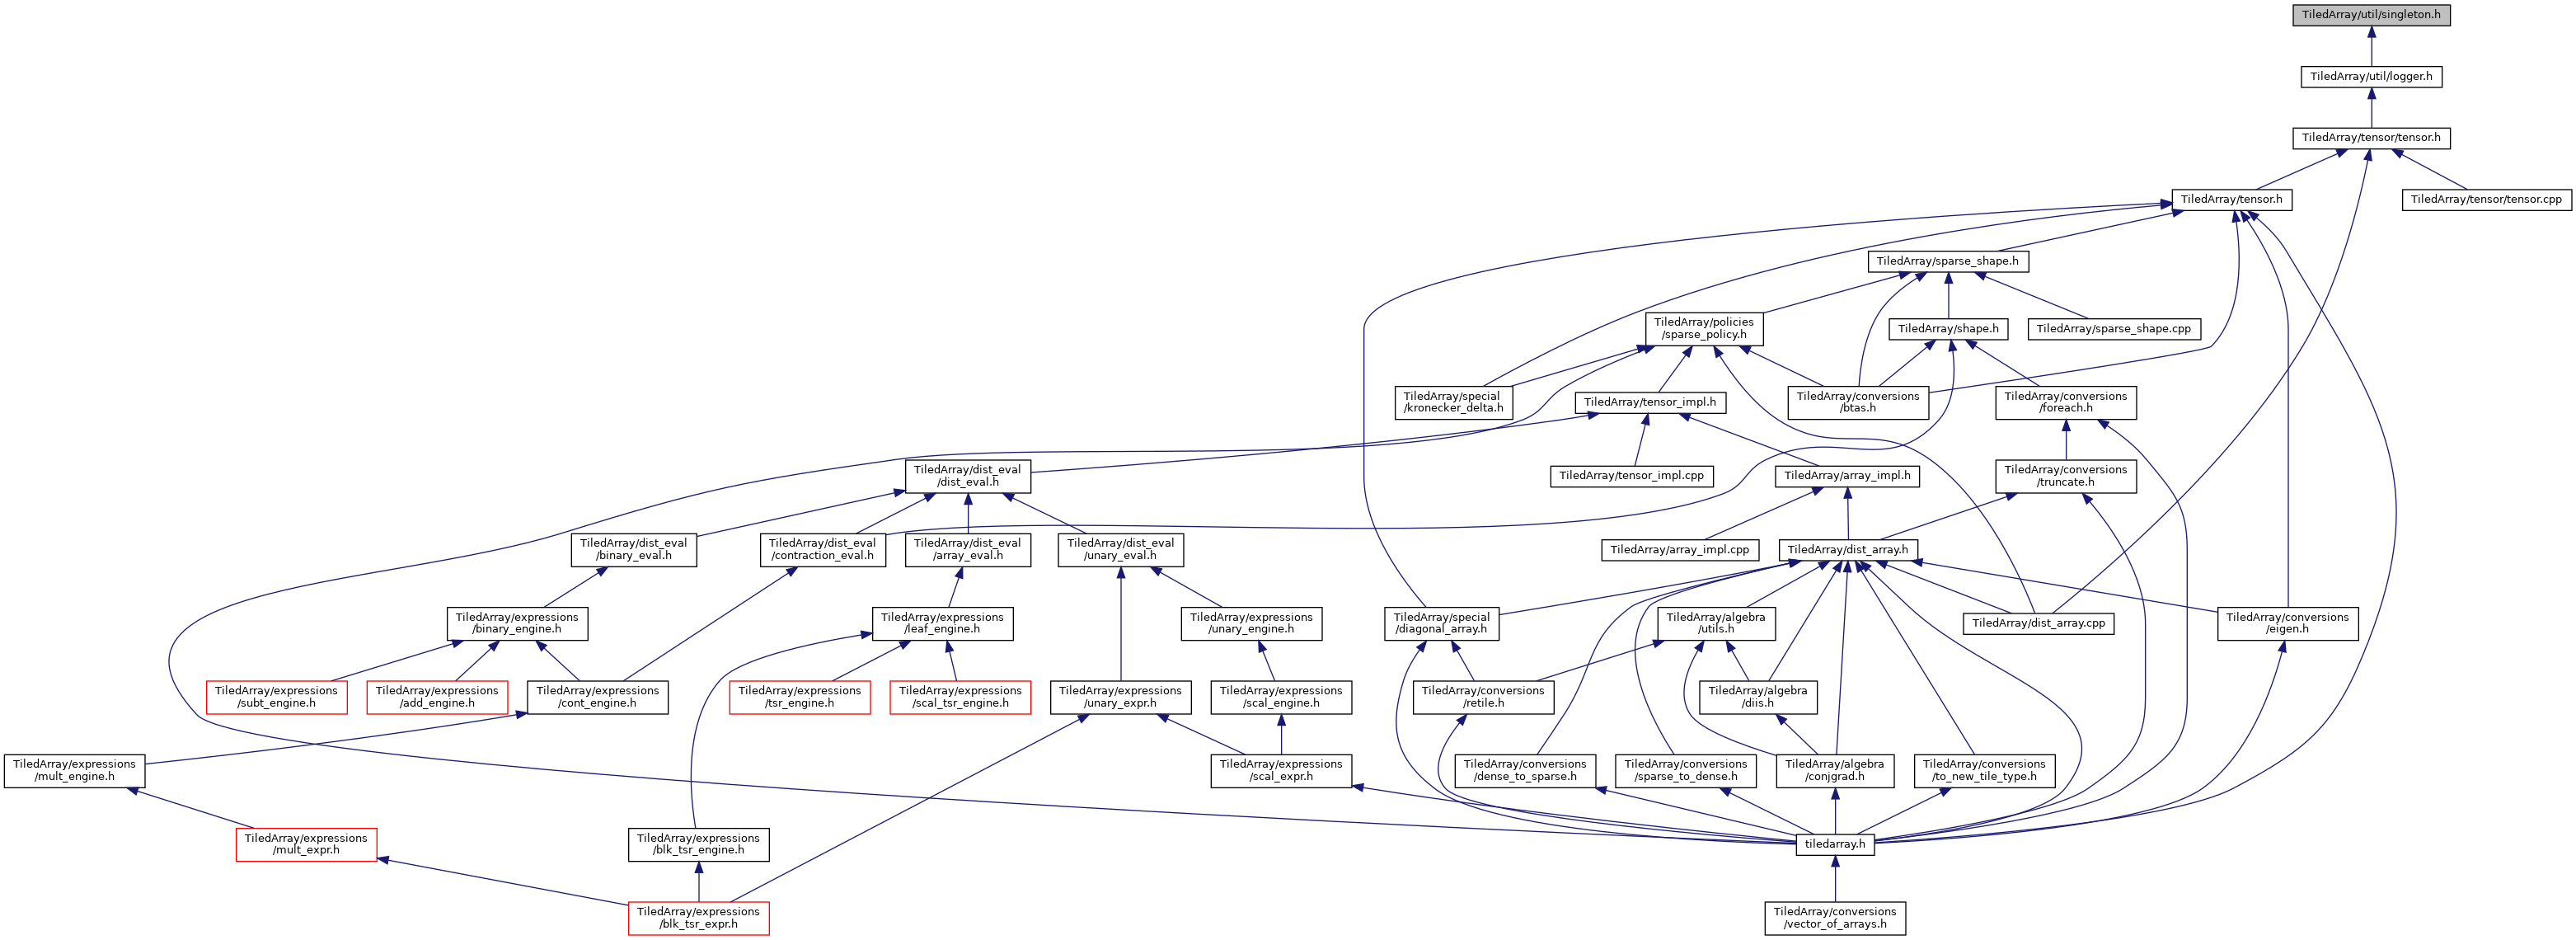 TiledArray/util/singleton.h
TiledArray/util/logger.h
TiledArray/tensor/tensor.h
TiledArray/tensor.h
TiledArray/tensor/tensor.cpp
TiledArray/sparse_shape.h
TiledArray/policies
/sparse_policy.h
TiledArray/shape.h
TiledArray/sparse_shape.cpp
TiledArray/special
/kronecker_delta.h
TiledArray/tensor_impl.h
TiledArray/conversions
/btas.h
TiledArray/conversions
/foreach.h
TiledArray/dist_eval
/dist_eval.h
TiledArray/tensor_impl.cpp
TiledArray/array_impl.h
TiledArray/conversions
/truncate.h
TiledArray/dist_eval
/binary_eval.h
TiledArray/dist_eval
/contraction_eval.h
TiledArray/dist_eval
/array_eval.h
TiledArray/dist_eval
/unary_eval.h
TiledArray/array_impl.cpp
TiledArray/dist_array.h
TiledArray/expressions
/binary_engine.h
TiledArray/expressions
/leaf_engine.h
TiledArray/expressions
/unary_engine.h
TiledArray/special
/diagonal_array.h
TiledArray/algebra
/utils.h
TiledArray/dist_array.cpp
TiledArray/conversions
/eigen.h
TiledArray/expressions
/subt_engine.h
TiledArray/expressions
/add_engine.h
TiledArray/expressions
/cont_engine.h
TiledArray/expressions
/tsr_engine.h
TiledArray/expressions
/scal_tsr_engine.h
TiledArray/expressions
/unary_expr.h
TiledArray/expressions
/scal_engine.h
TiledArray/conversions
/retile.h
TiledArray/algebra
/diis.h
TiledArray/expressions
/mult_engine.h
TiledArray/expressions
/scal_expr.h
TiledArray/conversions
/dense_to_sparse.h
TiledArray/conversions
/sparse_to_dense.h
TiledArray/algebra
/conjgrad.h
TiledArray/conversions
/to_new_tile_type.h
TiledArray/expressions
/mult_expr.h
TiledArray/expressions
/blk_tsr_engine.h
tiledarray.h
TiledArray/expressions
/blk_tsr_expr.h
TiledArray/conversions
/vector_of_arrays.h